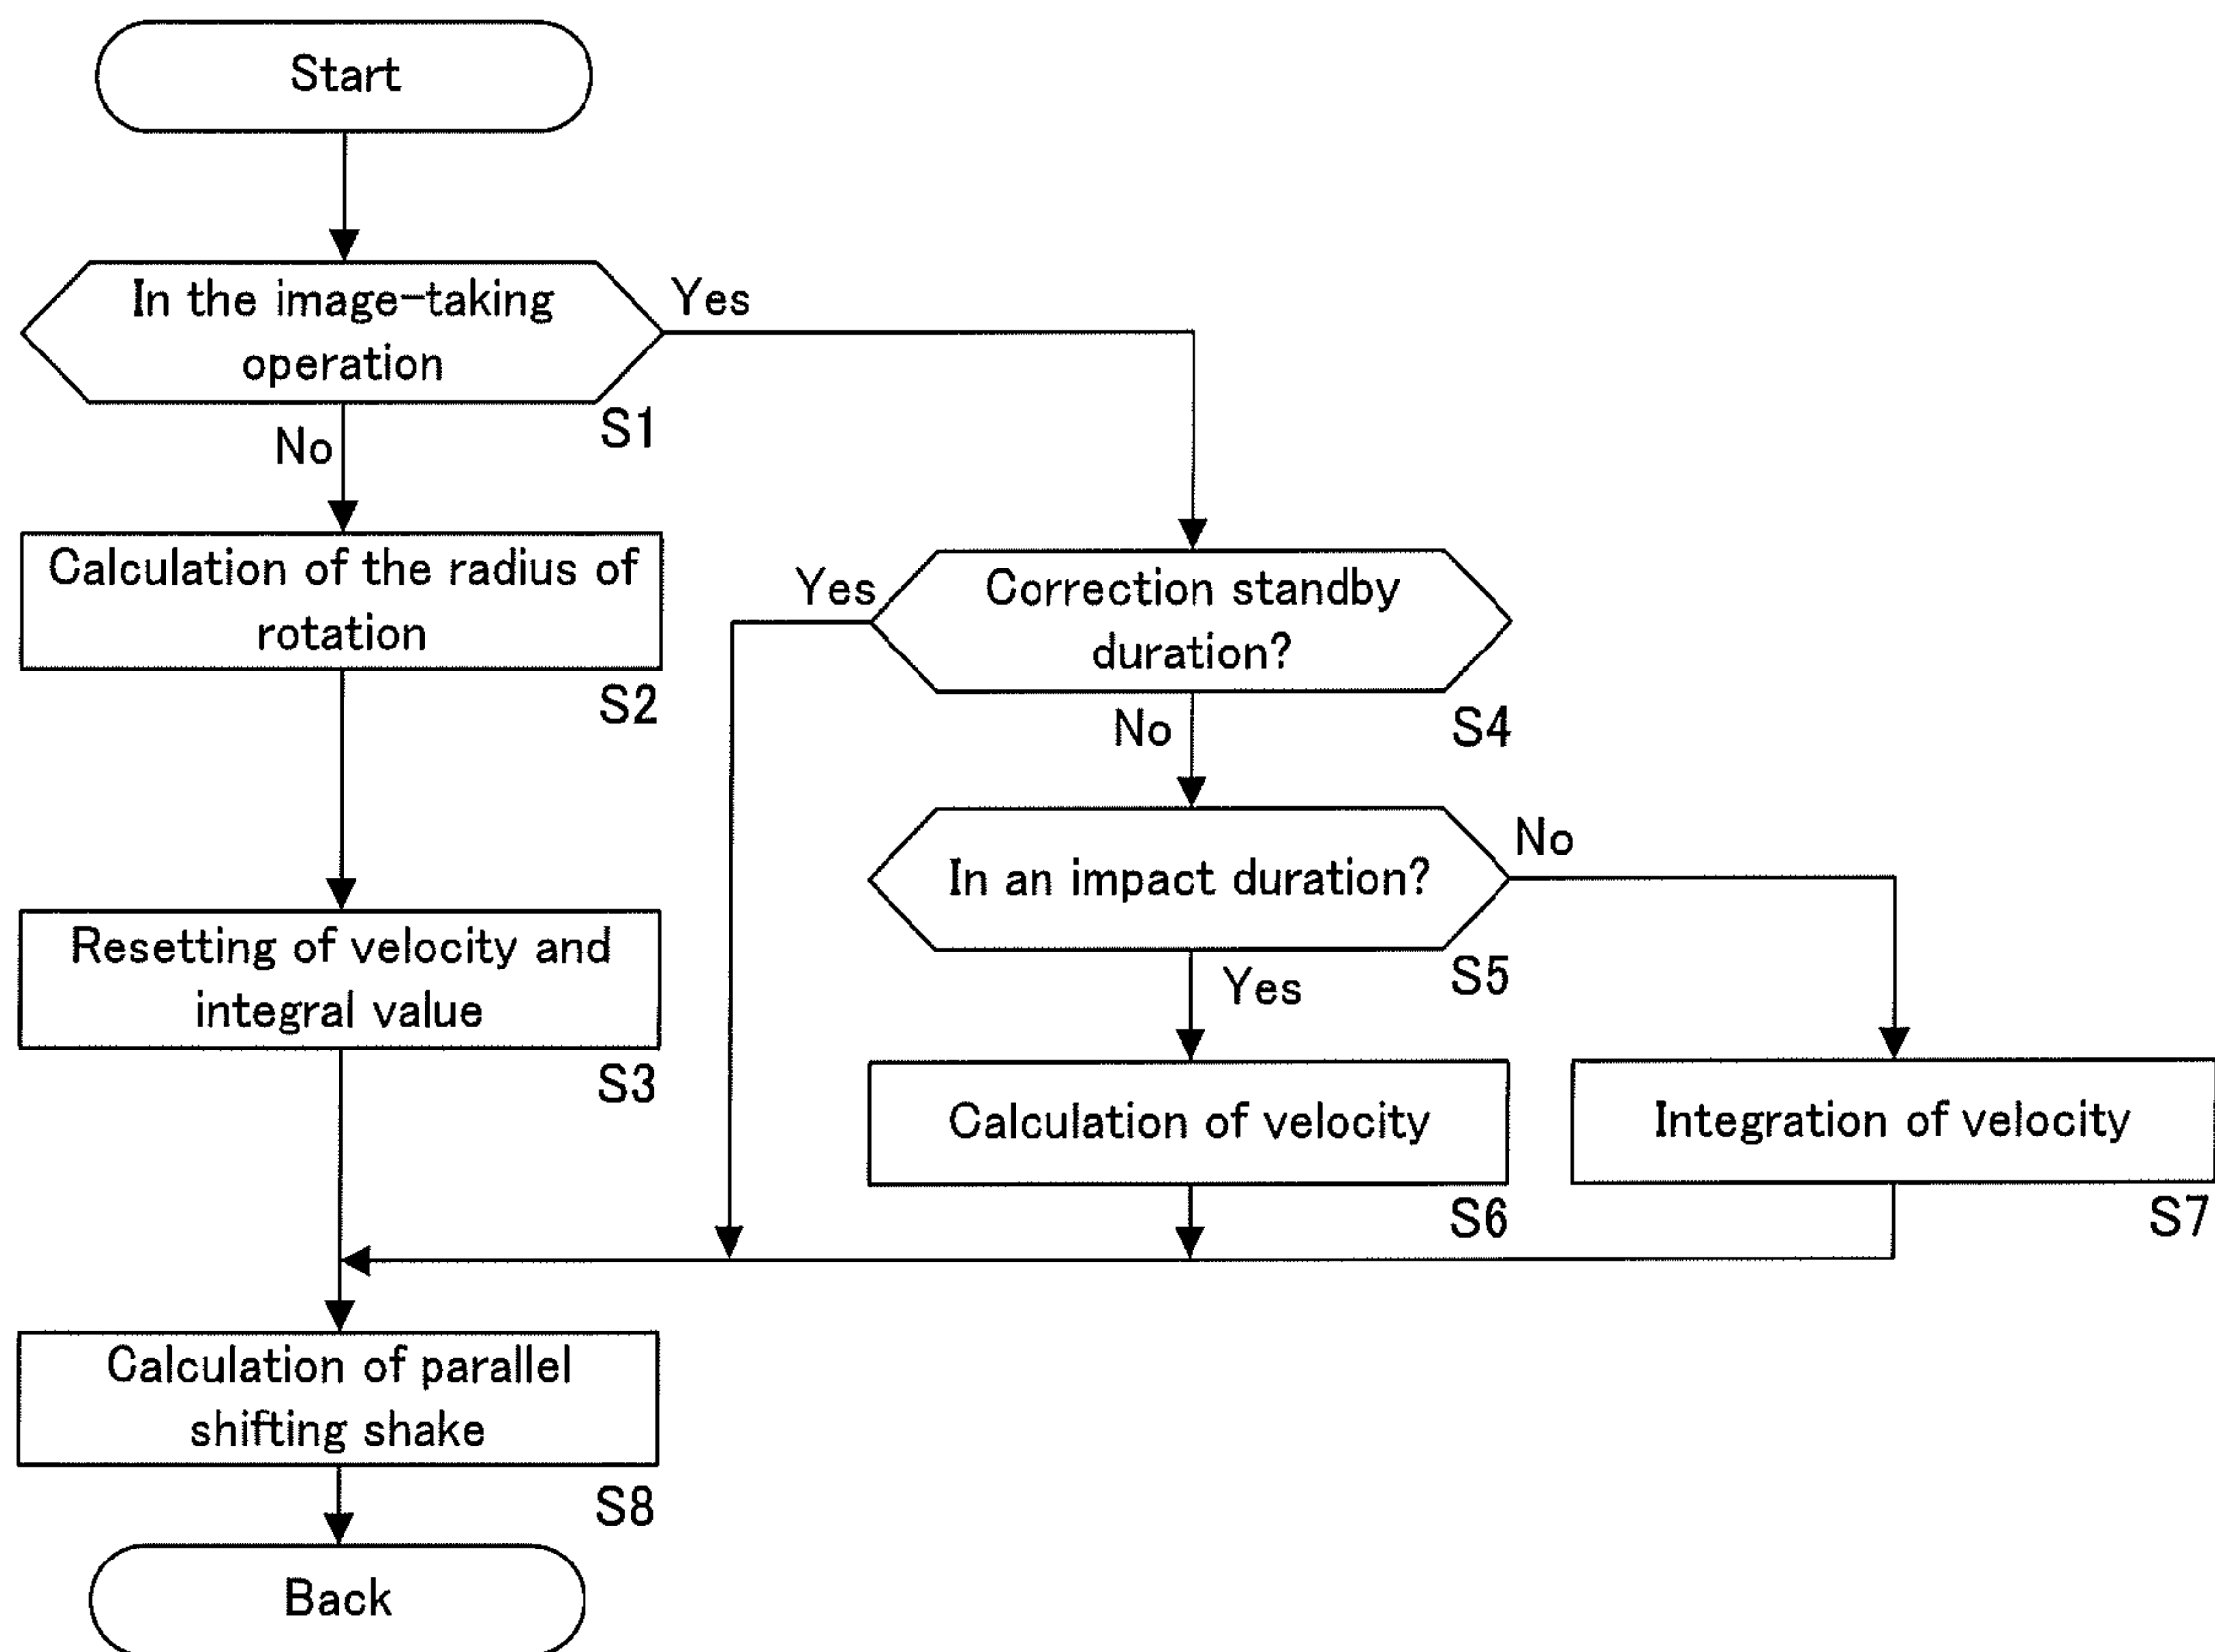 Start
In the image-taking
operation
Yes
S1
No
Calculation of the radius of
rotation
S2
Yes
Correction standby
duration?
S4
No
In an impact duration?
No
S5
Yes
Resetting of velocity and
integral value
S3
Calculation of velocity
S6
Integration of velocity
S7
Calculation of parallel
shifting shake
S8
Back